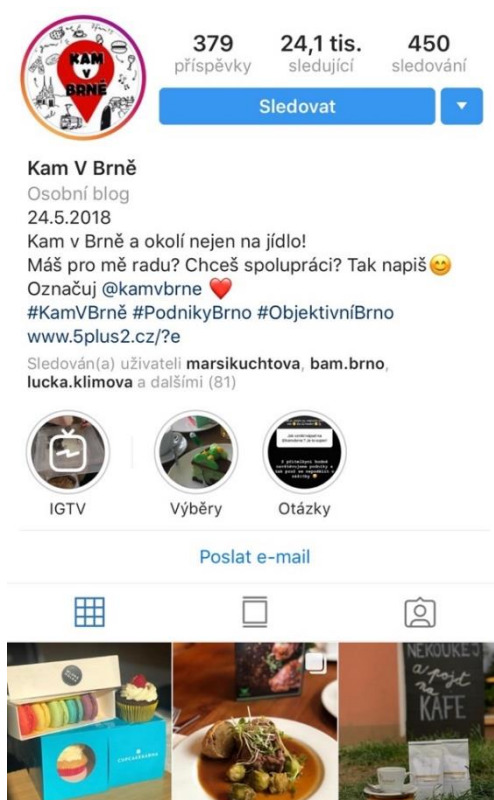 KAM
V
BRNĚ
379 24,1 tis. 450
příspěvky sledující sledování
Sledovat
Kam V Brně
Osobní blog
24.5.2018
Kam v Brně a okolí nejen na jídlo!
Máš pro mě radu? Chceš spolupráci? Tak napiš😊
Označuj @kamvbrne ❤️
#KamVBrně #PodnikyBrno #ObjektivníBrno
www.5plus2.cz/?e
Sledován(a) uživateli marsikuchtova, bam.brno,
lucka.klimova a dalšími (81)
IGTV Výběry Otázky
Poslat e-mail
NEKOUKEJ
a pojď
na
KAFE
CUPCAKEARNA